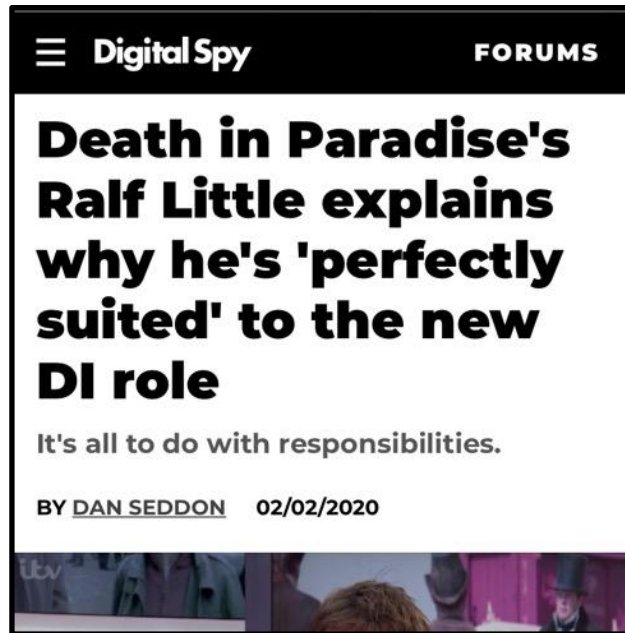 Digital Spy FORUMS
Death in Paradise's
Ralf Little explains
why he's 'perfectly
suited' to the new
DI role
It's all to do with responsibilities.
BY DAN SEDDON 02/02/2020
itv